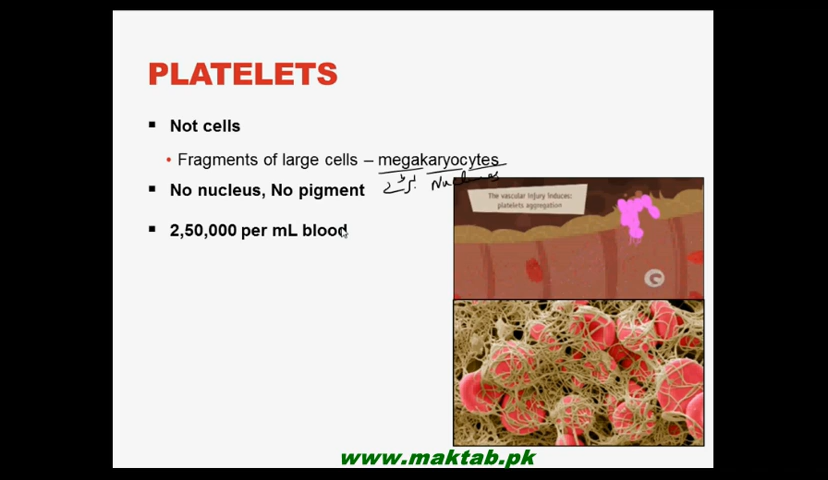 PLATELETS
▪ Not cells
• Fragments of large cells – megakaryocytes
Nucleus
▪ No nucleus, No pigment
The vascular injury induces:
platelets aggregation
▪ 2,50,000 per mL blood
www.maktab.pk